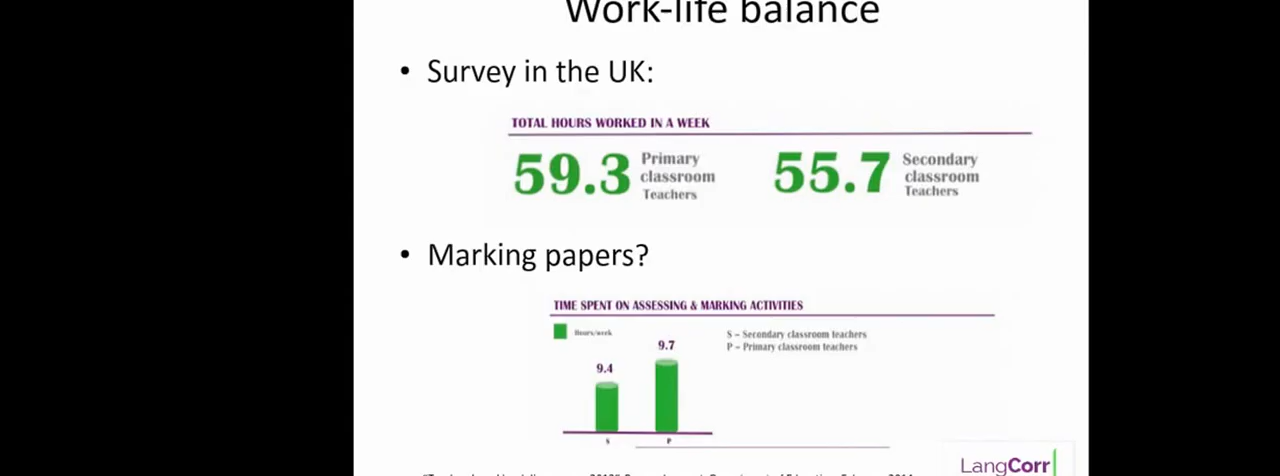 Work-life balance
• Survey in the UK:
TOTAL HOURS WORKED IN A WEEK
59.3 Primary classroom Teachers
55.7 Secondary classroom Teachers
• Marking papers?
TIME SPENT ON ASSESSING & MARKING ACTIVITIES
Hours/week
S – Secondary classroom teachers
P – Primary classroom teachers
9.7
9.4
S P
LangCorr